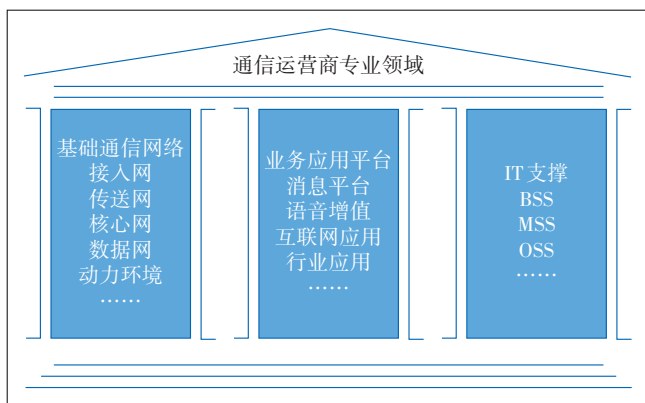 通信运营商专业领域
基础通信网络
接入网
传送网
核心网
数据网
动力环境
……
业务应用平台
消息平台
语音增值
互联网应用
行业应用
……
IT支撑
BSS
MSS
OSS
……